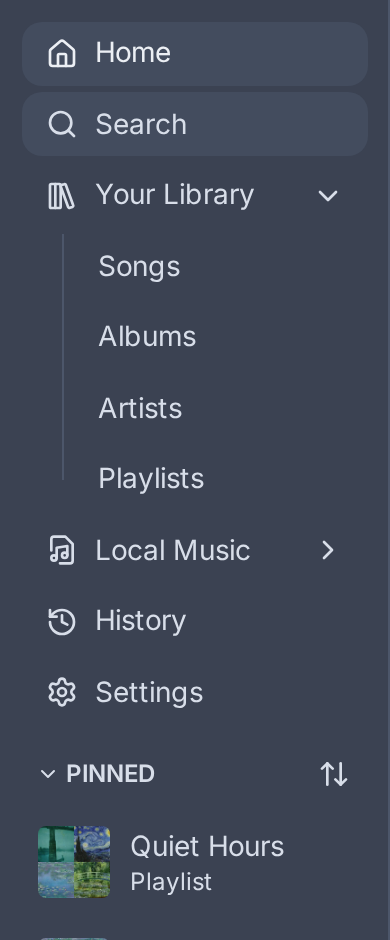 Home
Search
Your Library
Songs
Albums
Artists
Playlists
Local Music
History
Settings
PINNED
Quiet Hours
Playlist